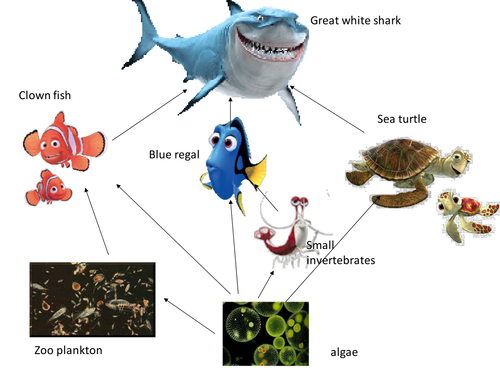 Great white shark
Clown fish
Sea turtle
Blue regal
Small
invertebrates
Zoo plankton
algae